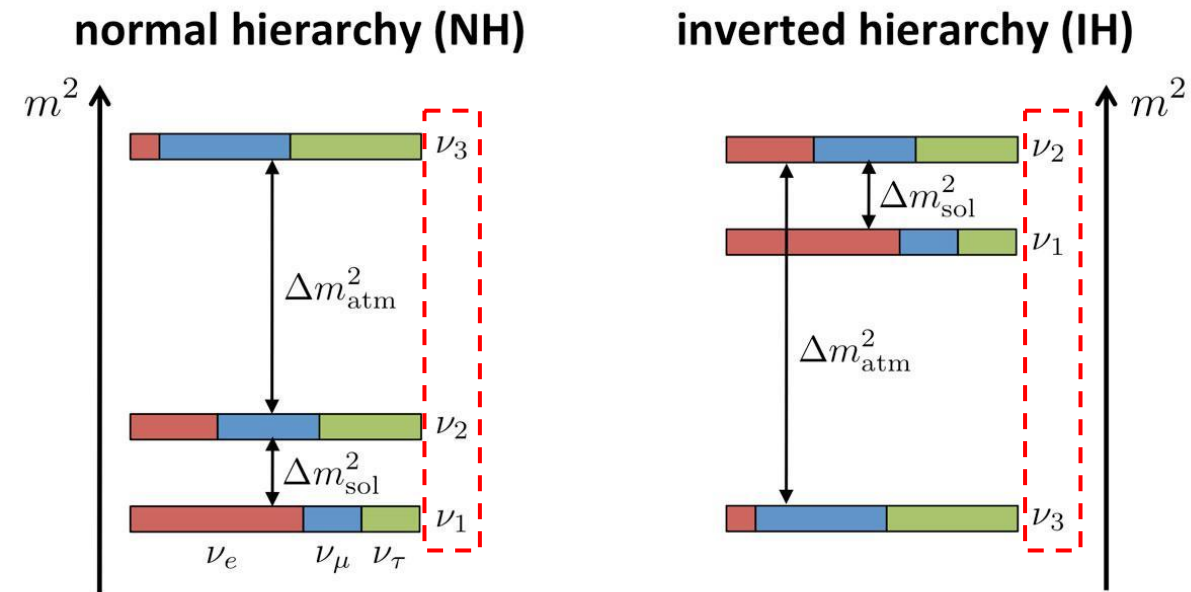 normal hierarchy (NH)
m²
ν₃
Δm²atm
ν₂
Δm²sol
ν₁
νe νμ ντ
inverted hierarchy (IH)
m²
ν₂
Δm²sol
ν₁
Δm²atm
ν₃